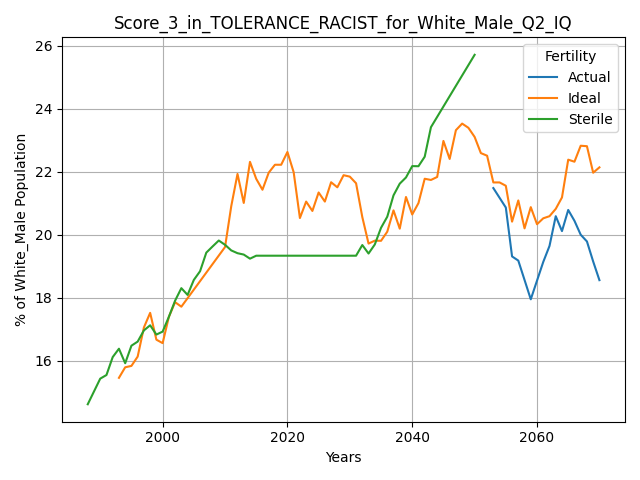 Score_3_in_TOLERANCE_RACIST_for_White_Male_Q2_IQ
Fertility
Actual
Ideal
Sterile
% of White_Male Population
26
24
22
20
18
16
2000
2020
2040
2060
Years